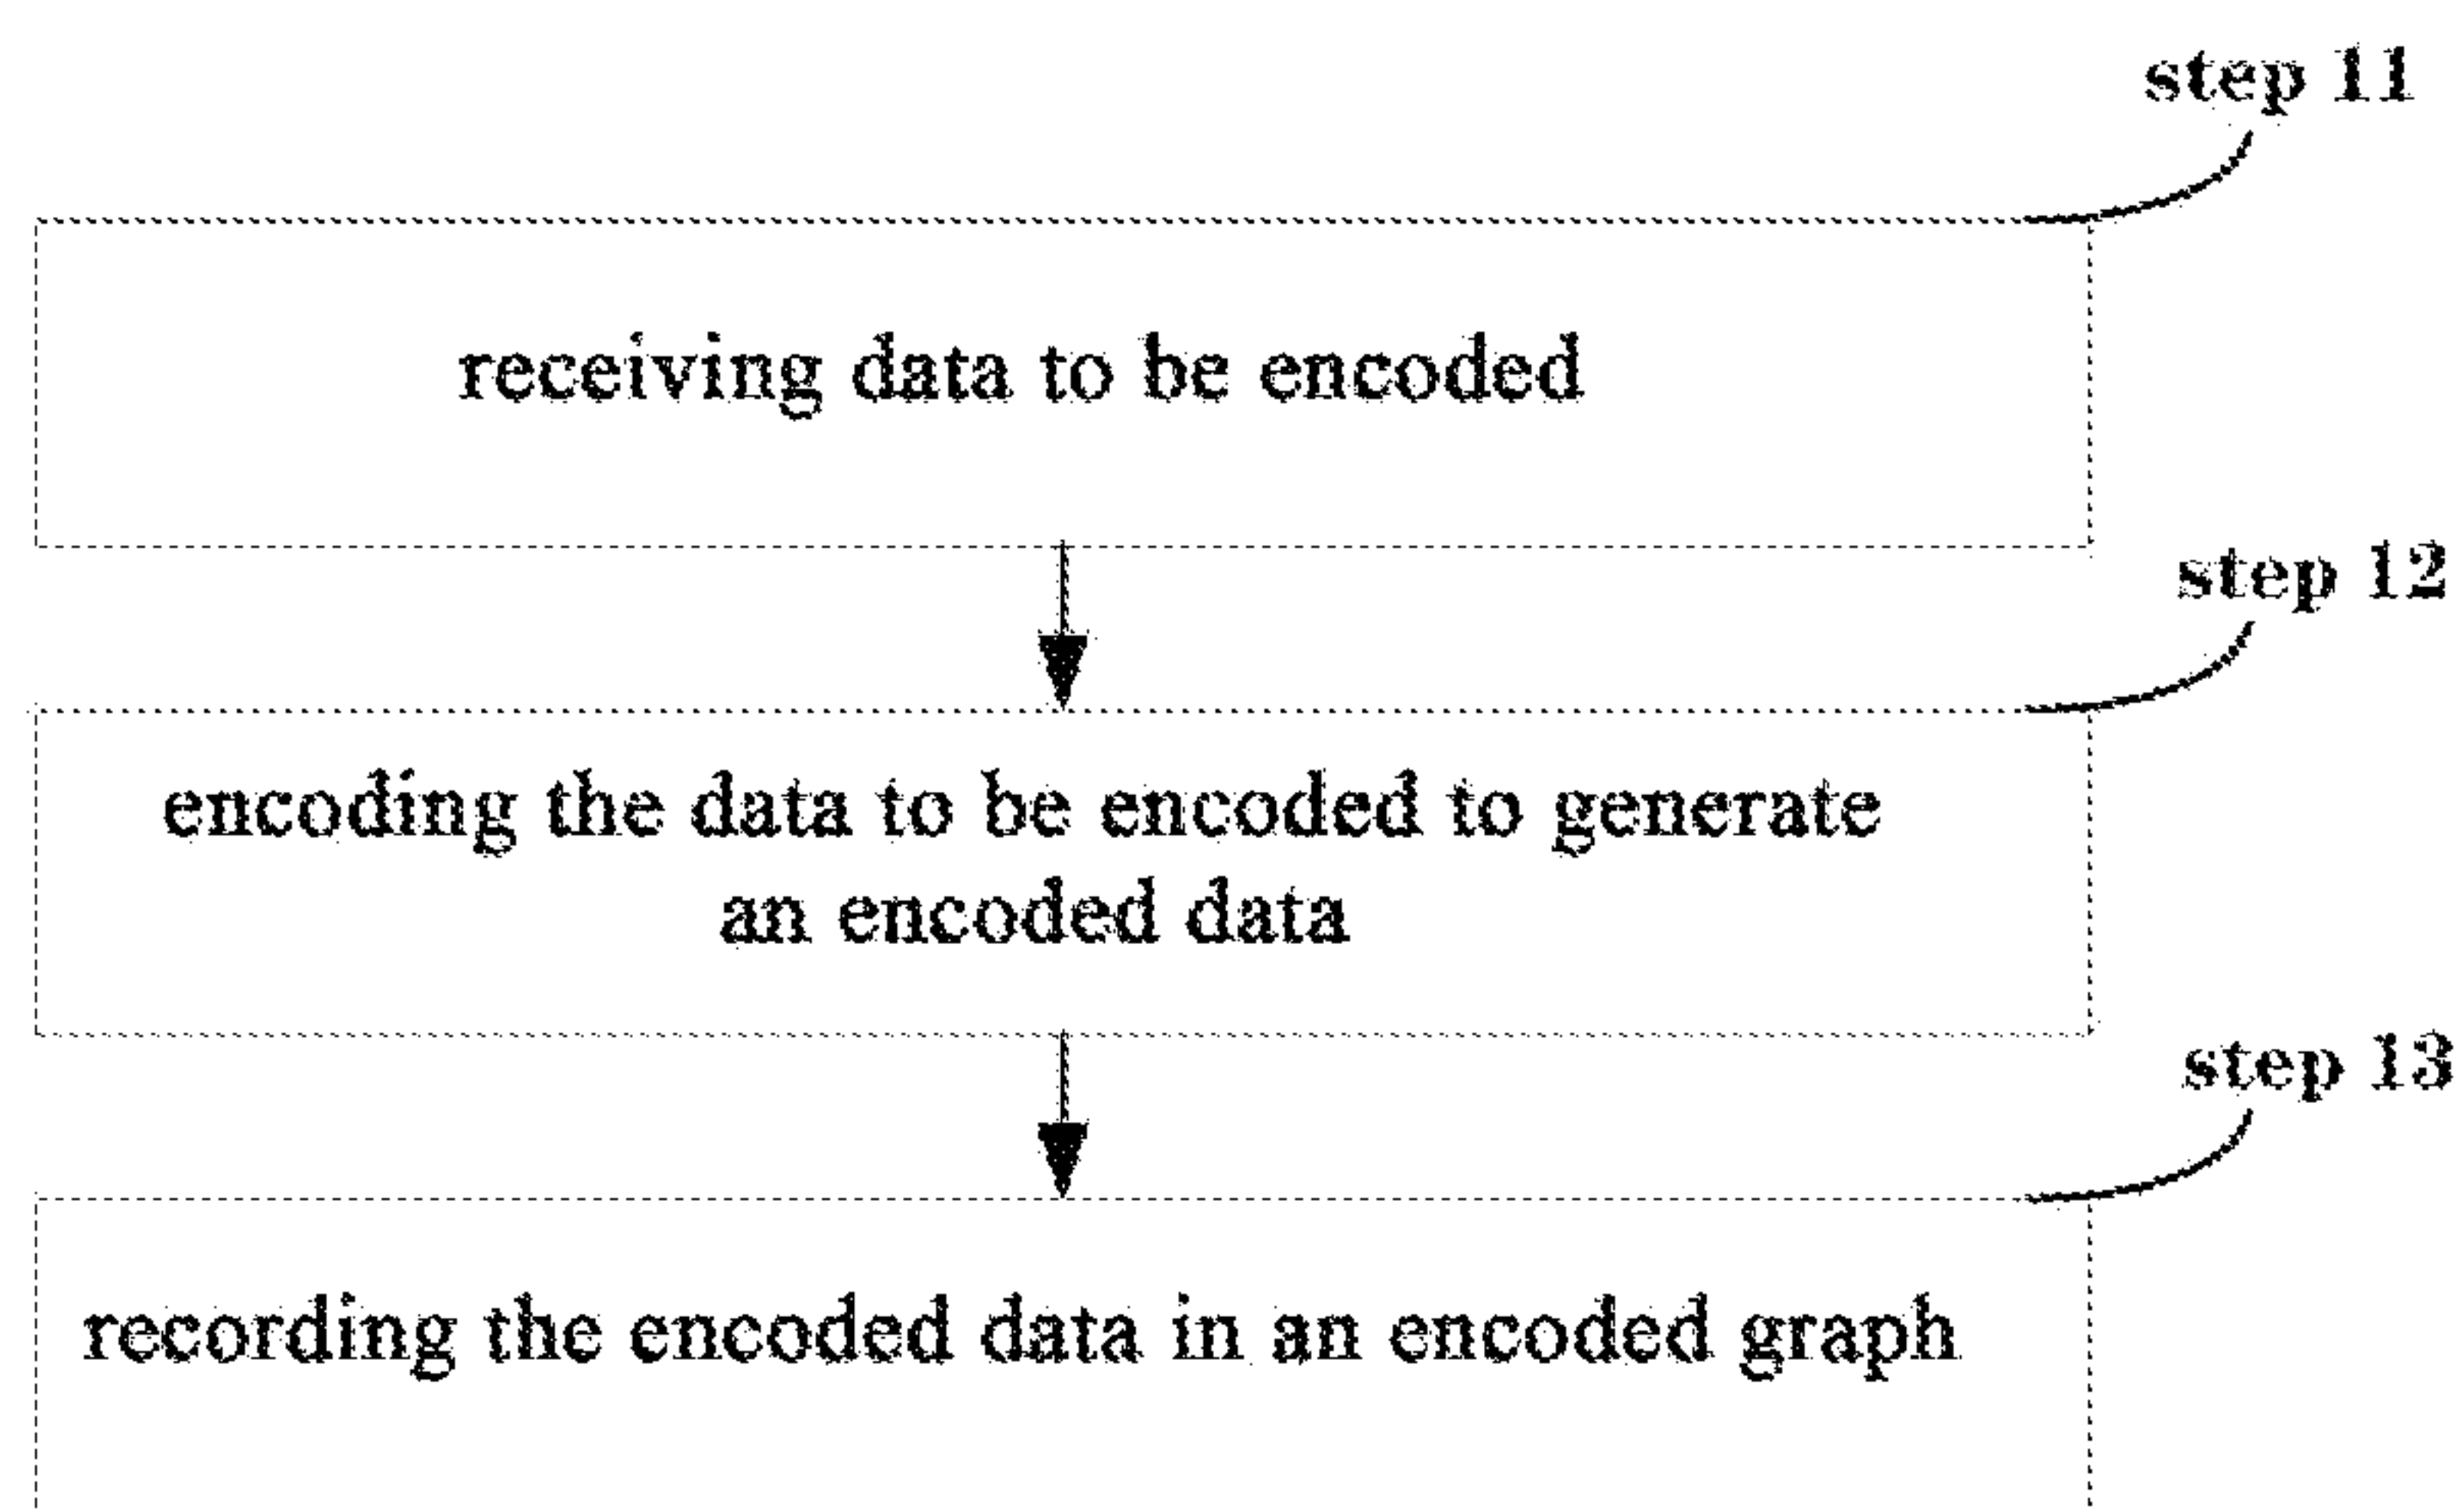 step 11
receiving data to be encoded
step 12
encoding the data to be encoded to generate
an encoded data
step 13
recording the encoded data in an encoded graph